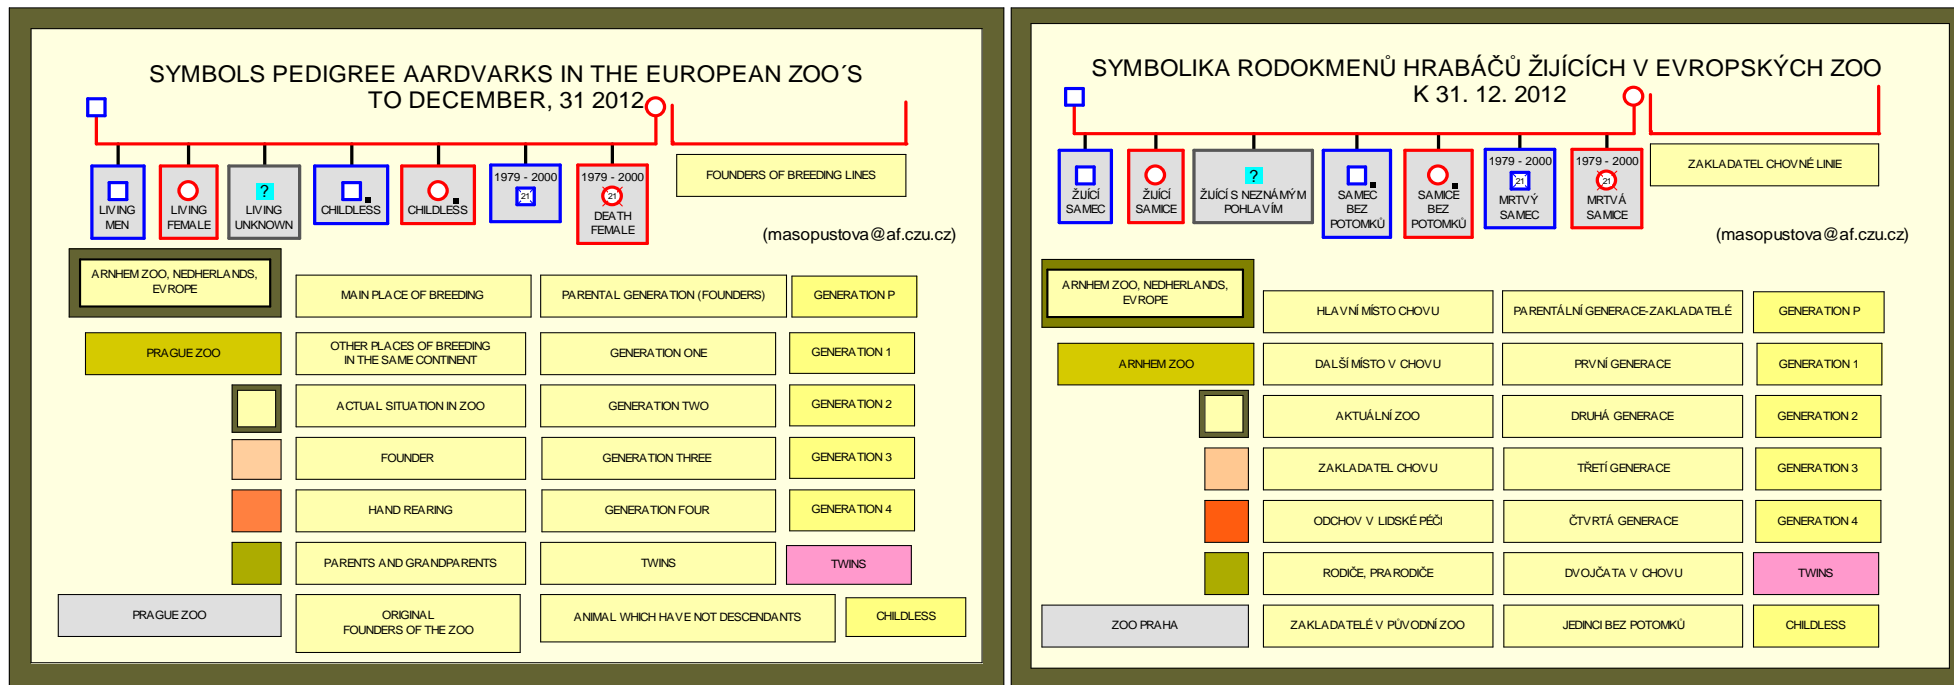 SYMBOLS PEDIGREE AARDVARKS IN THE EUROPEAN ZOO´S
TO DECEMBER, 31 2012
LIVING
MEN
LIVING
FEMALE
?
LIVING
UNKNOWN
CHILDLESS
CHILDLESS
1979 - 2000
21
1979 - 2000
21
DEATH
FEMALE
FOUNDERS OF BREEDING LINES
(masopustova@af.czu.cz)
ARNHEM ZOO, NEDHERLANDS,
EVROPE
MAIN PLACE OF BREEDING
PARENTAL GENERATION (FOUNDERS)
GENERATION P
PRAGUE ZOO
OTHER PLACES OF BREEDING
IN THE SAME CONTINENT
GENERATION ONE
GENERATION 1
ACTUAL SITUATION IN ZOO
GENERATION TWO
GENERATION 2
FOUNDER
GENERATION THREE
GENERATION 3
HAND REARING
GENERATION FOUR
GENERATION 4
PARENTS AND GRANDPARENTS
TWINS
TWINS
PRAGUE ZOO
ORIGINAL
FOUNDERS OF THE ZOO
ANIMAL WHICH HAVE NOT DESCENDANTS
CHILDLESS
SYMBOLIKA RODOKMENŮ HRABÁČŮ ŽIJÍCÍCH V EVROPSKÝCH ZOO
K 31. 12. 2012
ŽIJÍCÍ
SAMEC
ŽIJÍCÍ
SAMICE
?
ŽIJÍCÍ S NEZNÁMÝM
POHLAVÍM
SAMEC
BEZ
POTOMKŮ
SAMICE
BEZ
POTOMKŮ
1979 - 2000
21
MRTVÝ
SAMEC
1979 - 2000
21
MRTVÁ
SAMICE
ZAKLADATEL CHOVNÉ LINIE
(masopustova@af.czu.cz)
ARNHEM ZOO, NEDHERLANDS,
EVROPE
HLAVNÍ MÍSTO CHOVU
PARENTÁLNÍ GENERACE-ZAKLADATELÉ
GENERATION P
ARNHEM ZOO
DALŠÍ MÍSTO V CHOVU
PRVNÍ GENERACE
GENERATION 1
AKTUÁLNÍ ZOO
DRUHÁ GENERACE
GENERATION 2
ZAKLADATEL CHOVU
TŘETÍ GENERACE
GENERATION 3
ODCHOV V LIDSKÉ PÉČI
ČTVRTÁ GENERACE
GENERATION 4
RODIČE, PRARODIČE
DVOJČATA V CHOVU
TWINS
ZOO PRAHA
ZAKLADATELÉ V PŮVODNÍ ZOO
JEDINCI BEZ POTOMKŮ
CHILDLESS